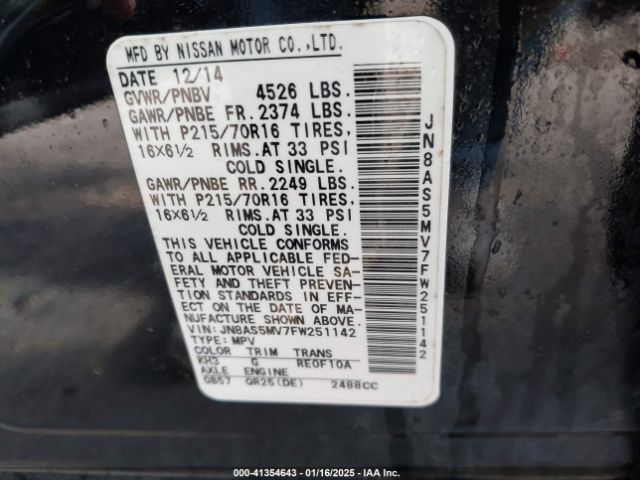 MFD BY NISSAN MOTOR CO.,LTD.
DATE 12/14
GVWR/PNBV 4526 LBS.
GAWR/PNBE FR. 2374 LBS.
WITH P215/70R16 TIRES,
16X6½ RIMS.AT 33 PSI
COLD SINGLE.
GAWR/PNBE RR. 2249 LBS.
WITH P215/70R16 TIRES,
16X6½ RIMS.AT 33 PSI
COLD SINGLE.
THIS VEHICLE CONFORMS
TO ALL APPLICABLE FED-
ERAL MOTOR VEHICLE SA-
FETY AND THEFT PREVEN-
TION STANDARDS IN EFF-
ECT ON THE DATE OF MA-
NUFACTURE SHOWN ABOVE.
VIN: JN8AS5MV7FW251142
TYPE: MPV
COLOR TRIM TRANS
KH3 G RE0F10A
AXLE ENGINE
GB57 QR25(DE) 2488CC
JN8AS5MV7FW251142
000-41354643 - 01/16/2025 - IAA Inc.